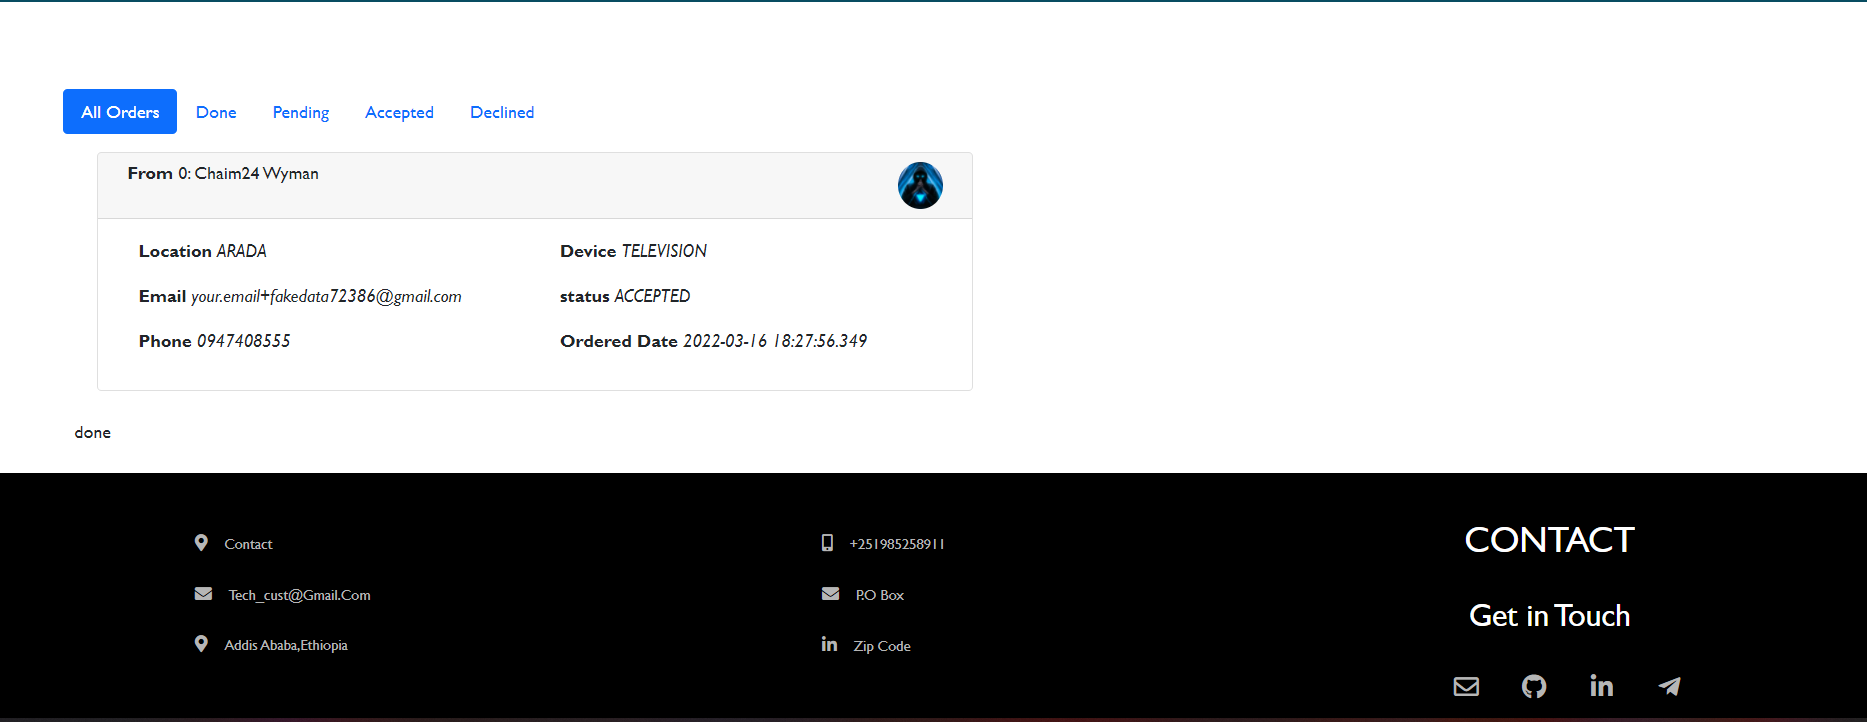 All Orders Done Pending Accepted Declined
From 0: Chaim24 Wyman
Location ARADA
Device TELEVISION
Email your.email+fakedata72386@gmail.com
status ACCEPTED
Phone 0947408555
Ordered Date 2022-03-16 18:27:56.349
done
Contact
Tech_cust@Gmail.Com
Addis Ababa,Ethiopia
+251985258911
P.O Box
Zip Code
CONTACT
Get in Touch